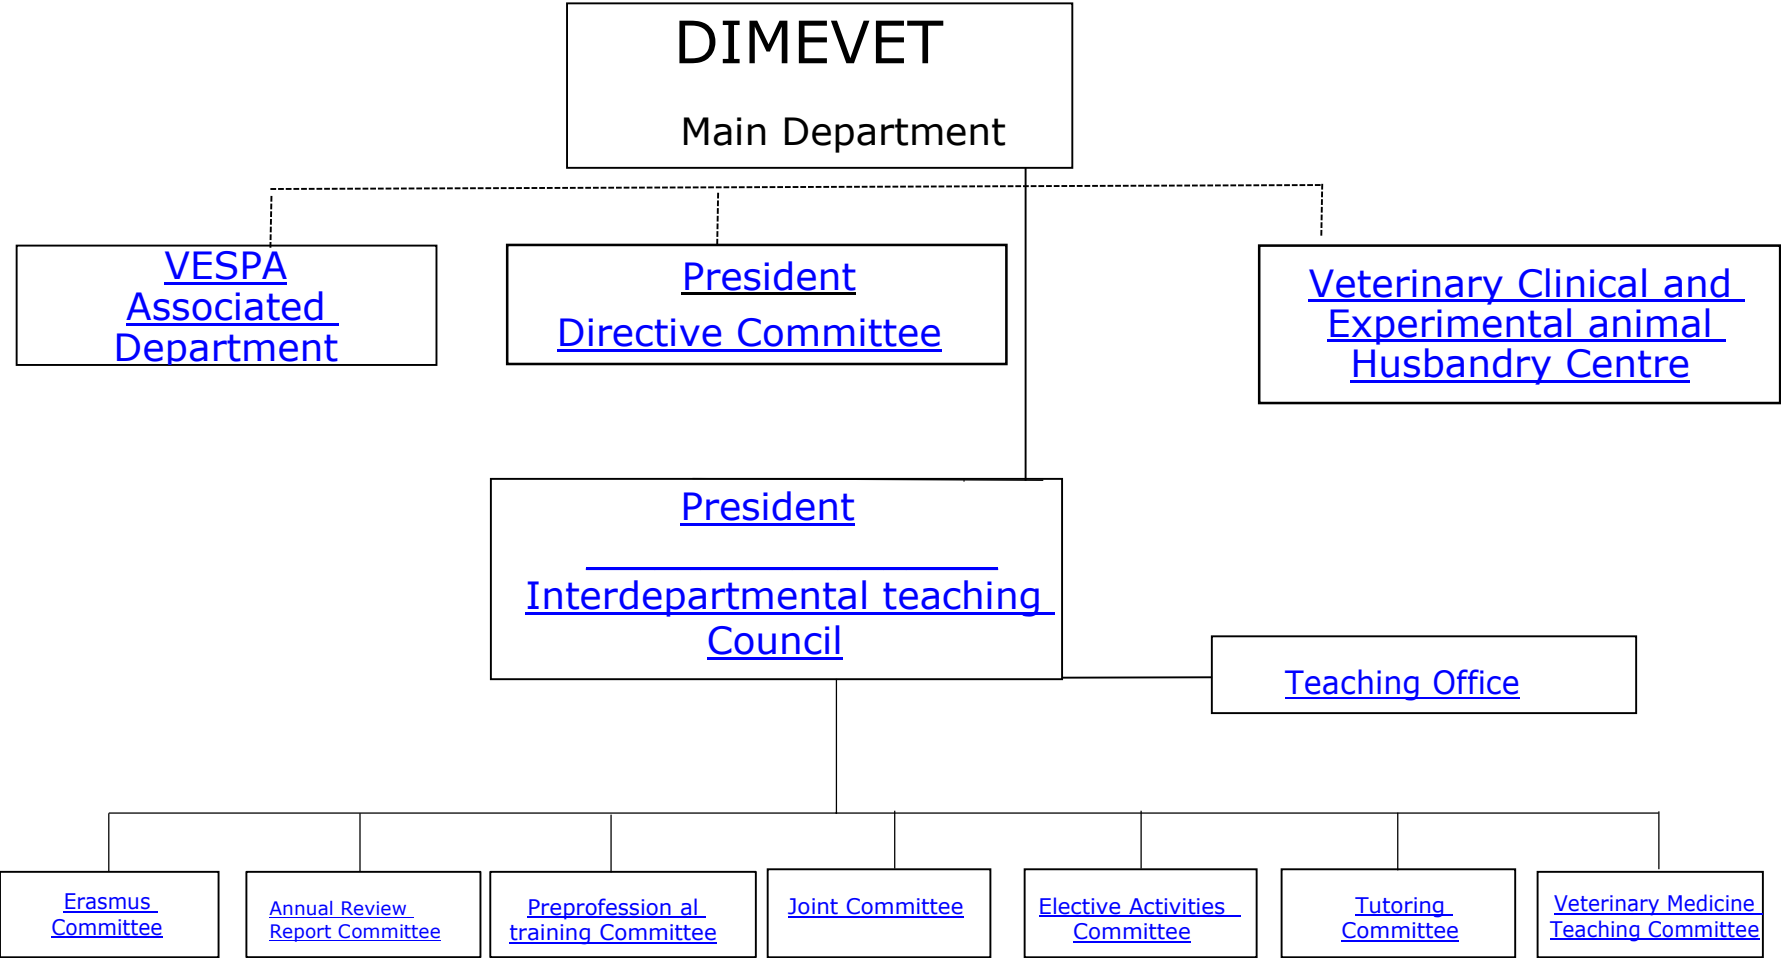 DIMEVET
Main Department
VESPA
Associated
Department
President
Directive Committee
Veterinary Clinical and
Experimental animal
Husbandry Centre
President
Interdepartmental teaching
Council
Teaching Office
Erasmus
Committee
Annual Review
Report Committee
Preprofession al
training Committee
Joint Committee
Elective Activities
Committee
Tutoring
Committee
Veterinary Medicine
Teaching Committee